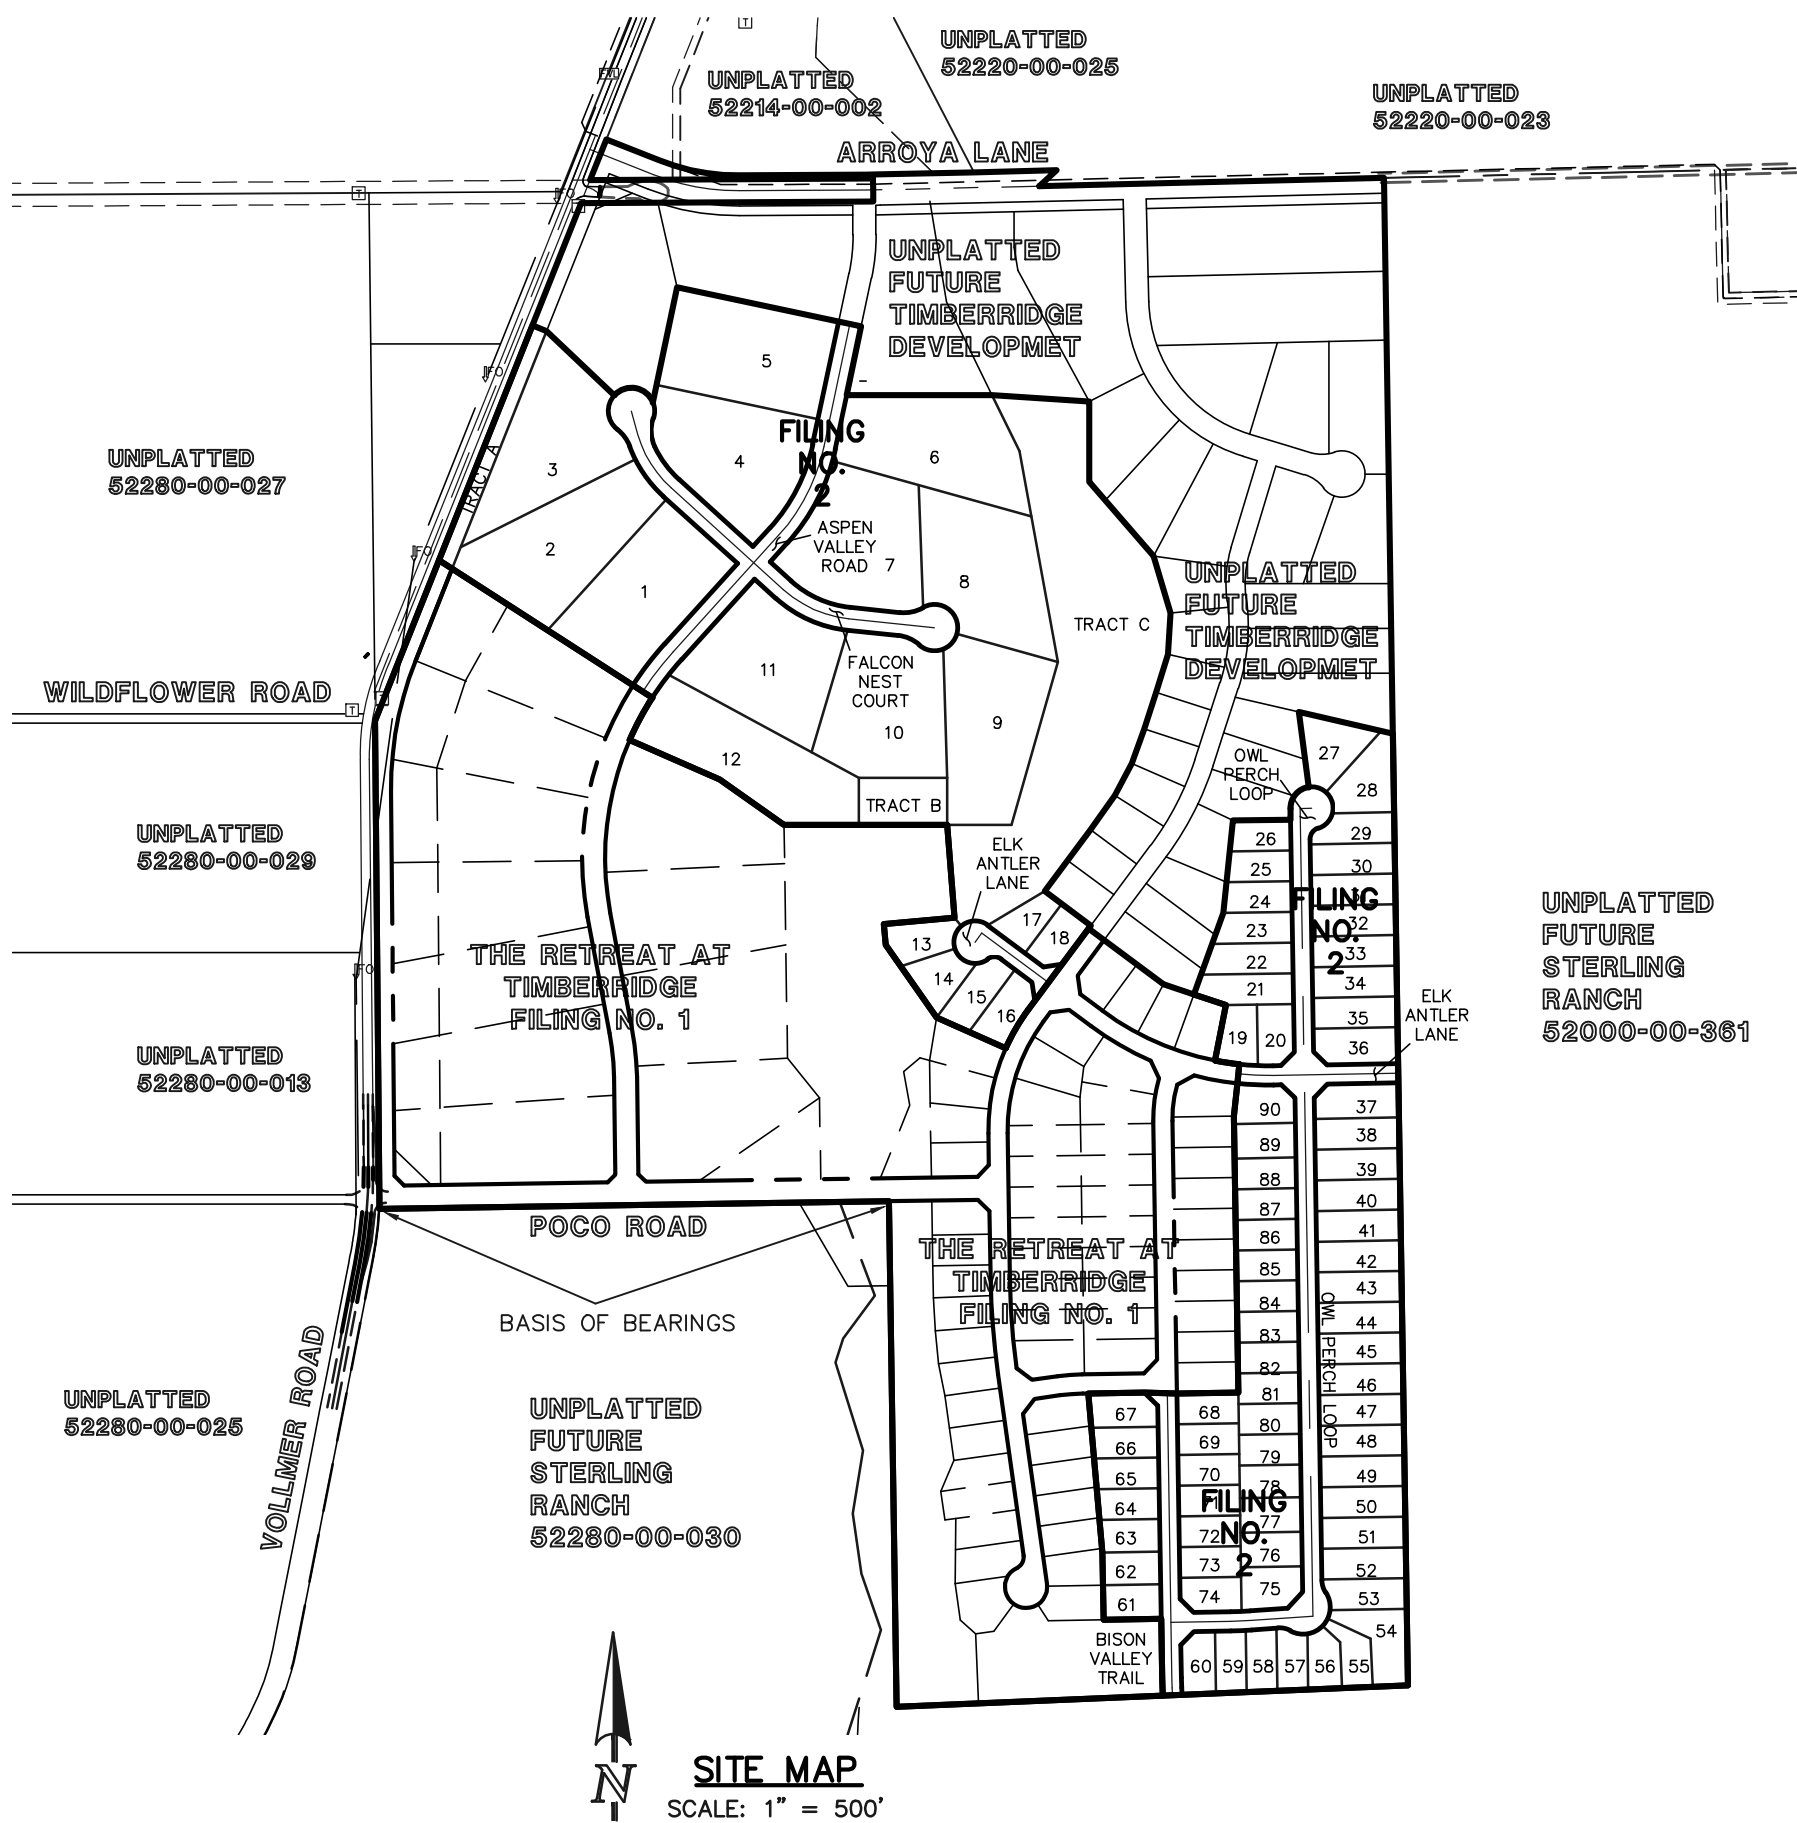 UNPLATTED
52220-00-025
UNPLATTED
52214-00-002
UNPLATTED
52220-00-023
ARROYA LANE
UNPLATTED
FUTURE
TIMBERRIDGE
DEVELOPMET
5
FILING
NO.
2
3
4
6
TRACT A
UNPLATTED
52280-00-027
2
1
ASPEN
VALLEY
ROAD
7
8
TRACT C
UNPLATTED
FUTURE
TIMBERRIDGE
DEVELOPMET
11
FALCON
NEST
COURT
10
9
12
TRACT B
WILDFLOWER ROAD
OWL
PERCH
LOOP
27
28
29
30
26
25
24
23
22
21
FILING
NO.
2
32
33
34
35
36
19
20
ELK
ANTLER
LANE
17
18
13
14
15
16
UNPLATTED
52280-00-029
UNPLATTED
FUTURE
STERLING
RANCH
52000-00-361
THE RETREAT AT
TIMBERRIDGE
FILING NO. 1
ELK
ANTLER
LANE
UNPLATTED
52280-00-013
90
89
88
87
86
85
84
83
82
81
80
79
78
77
76
75
37
38
39
40
41
42
43
44
45
46
47
48
49
50
51
52
53
54
POCO ROAD
THE RETREAT AT
TIMBERRIDGE
FILING NO. 1
OWL PERCH LOOP
BASIS OF BEARINGS
VOLLMER ROAD
UNPLATTED
52280-00-025
UNPLATTED
FUTURE
STERLING
RANCH
52280-00-030
67
66
65
64
63
62
61
68
69
70
71
72
73
74
FILING
NO.
2
BISON
VALLEY
TRAIL
60
59
58
57
56
55
N
SITE MAP
SCALE: 1" = 500'